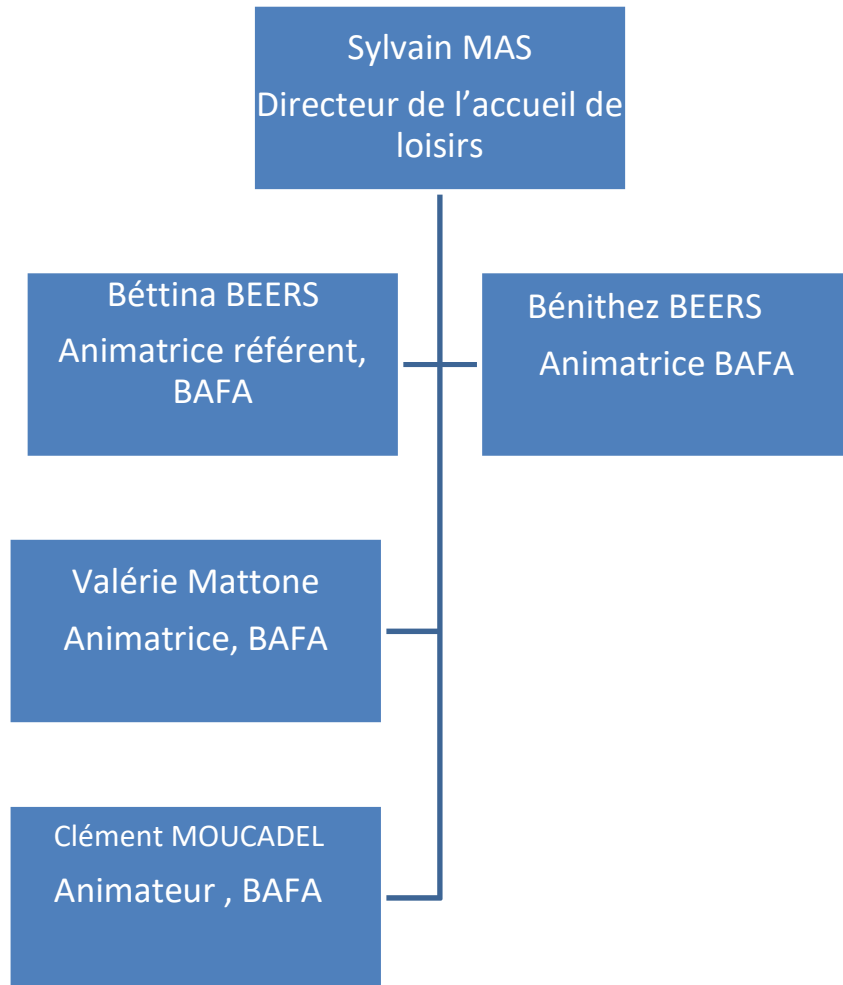 Sylvain MAS
Directeur de l’accueil de
loisirs
Béttina BEERS
Animatrice référent,
BAFA
Bénithez BEERS
Animatrice BAFA
Valérie Mattone
Animatrice, BAFA
Clément MOUCADEL
Animateur , BAFA